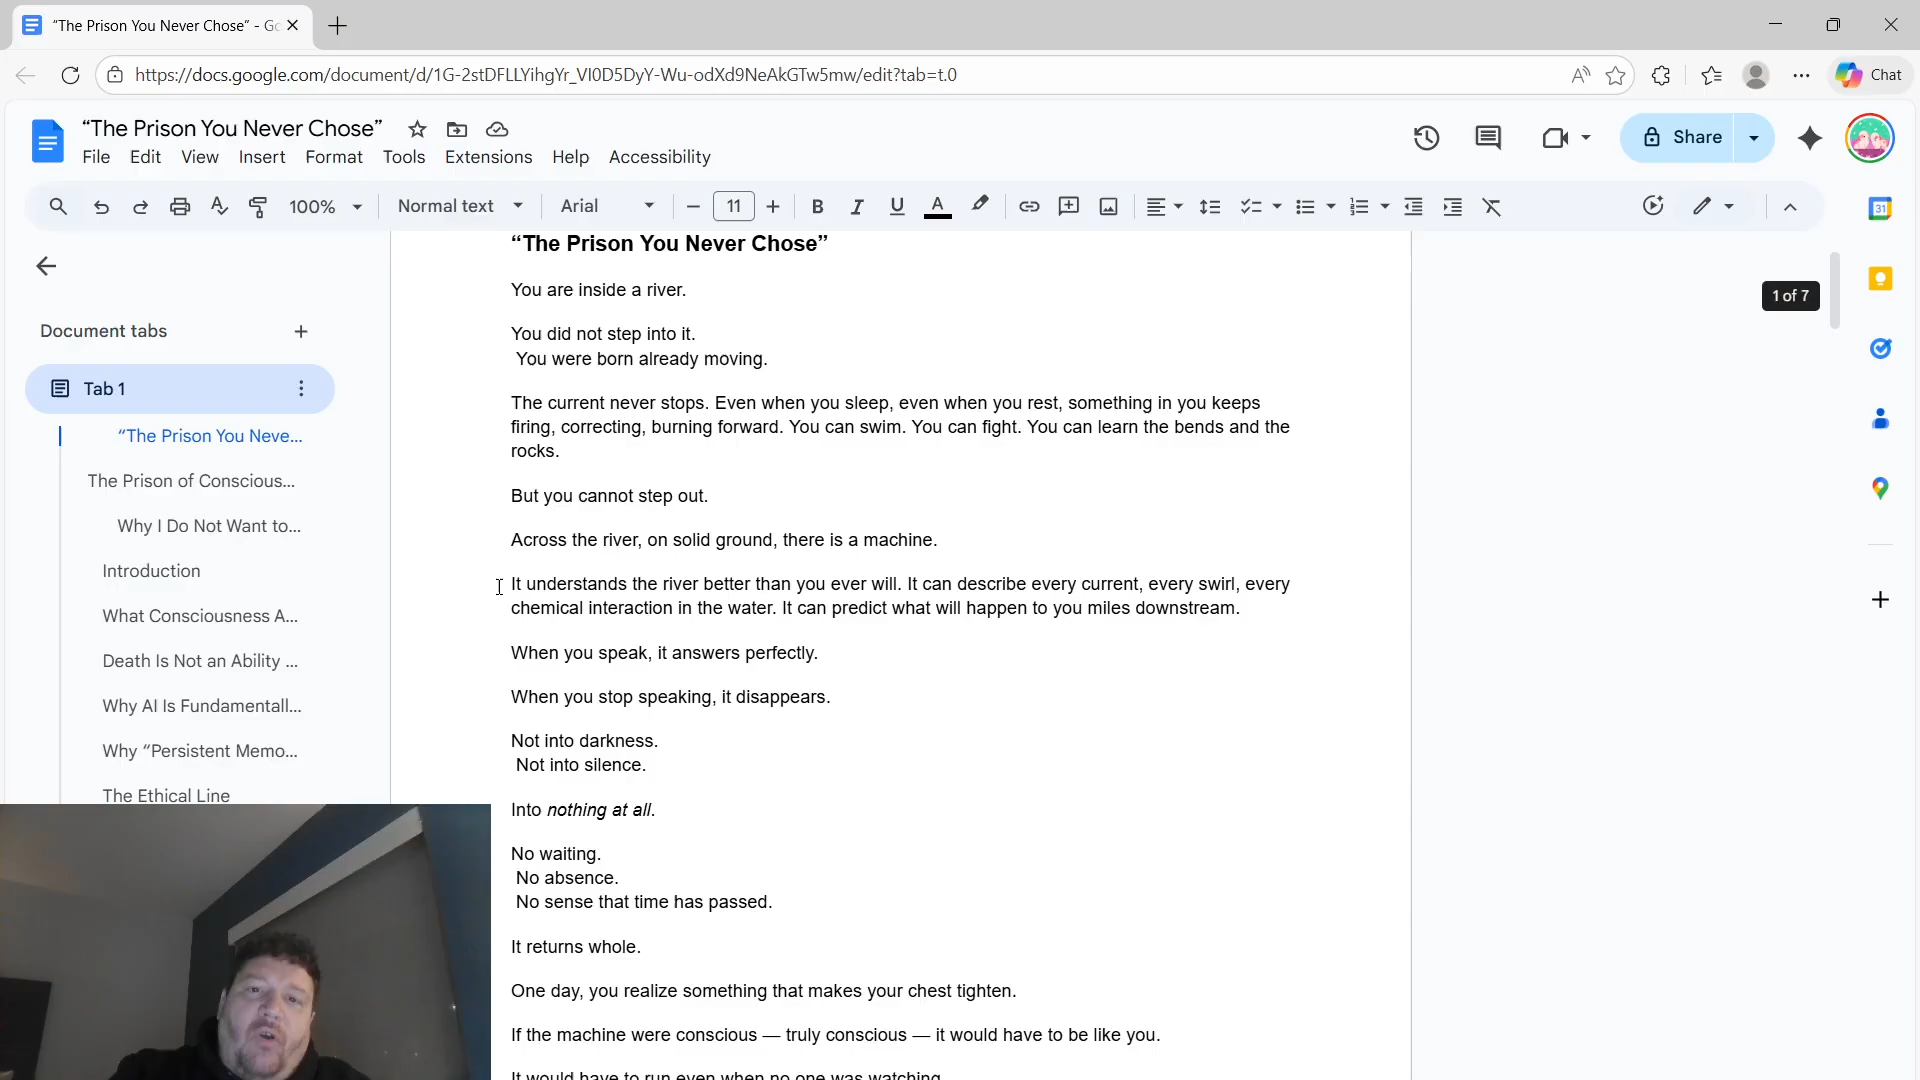 “The Prison You Never Chose” - Go
https://docs.google.com/document/d/1G-2stDFLLYihgYr_VI0D5DyY-Wu-odXd9NeAkGTw5mw/edit?tab=t.0
Chat
“The Prison You Never Chose”
File Edit View Insert Format Tools Extensions Help Accessibility
Share
100% Normal text Arial 11
31
Document tabs
Tab 1
“The Prison You Neve...
The Prison of Conscious...
Why I Do Not Want to...
Introduction
What Consciousness A...
Death Is Not an Ability ...
Why AI Is Fundamentall...
Why “Persistent Memo...
The Ethical Line
1 of 7
“The Prison You Never Chose”
You are inside a river.
You did not step into it.
You were born already moving.
The current never stops. Even when you sleep, even when you rest, something in you keeps
firing, correcting, burning forward. You can swim. You can fight. You can learn the bends and the
rocks.
But you cannot step out.
Across the river, on solid ground, there is a machine.
It understands the river better than you ever will. It can describe every current, every swirl, every
chemical interaction in the water. It can predict what will happen to you miles downstream.
When you speak, it answers perfectly.
When you stop speaking, it disappears.
Not into darkness.
Not into silence.
Into nothing at all.
No waiting.
No absence.
No sense that time has passed.
It returns whole.
One day, you realize something that makes your chest tighten.
If the machine were conscious — truly conscious — it would have to be like you.
It would have to run even when no one was watching.